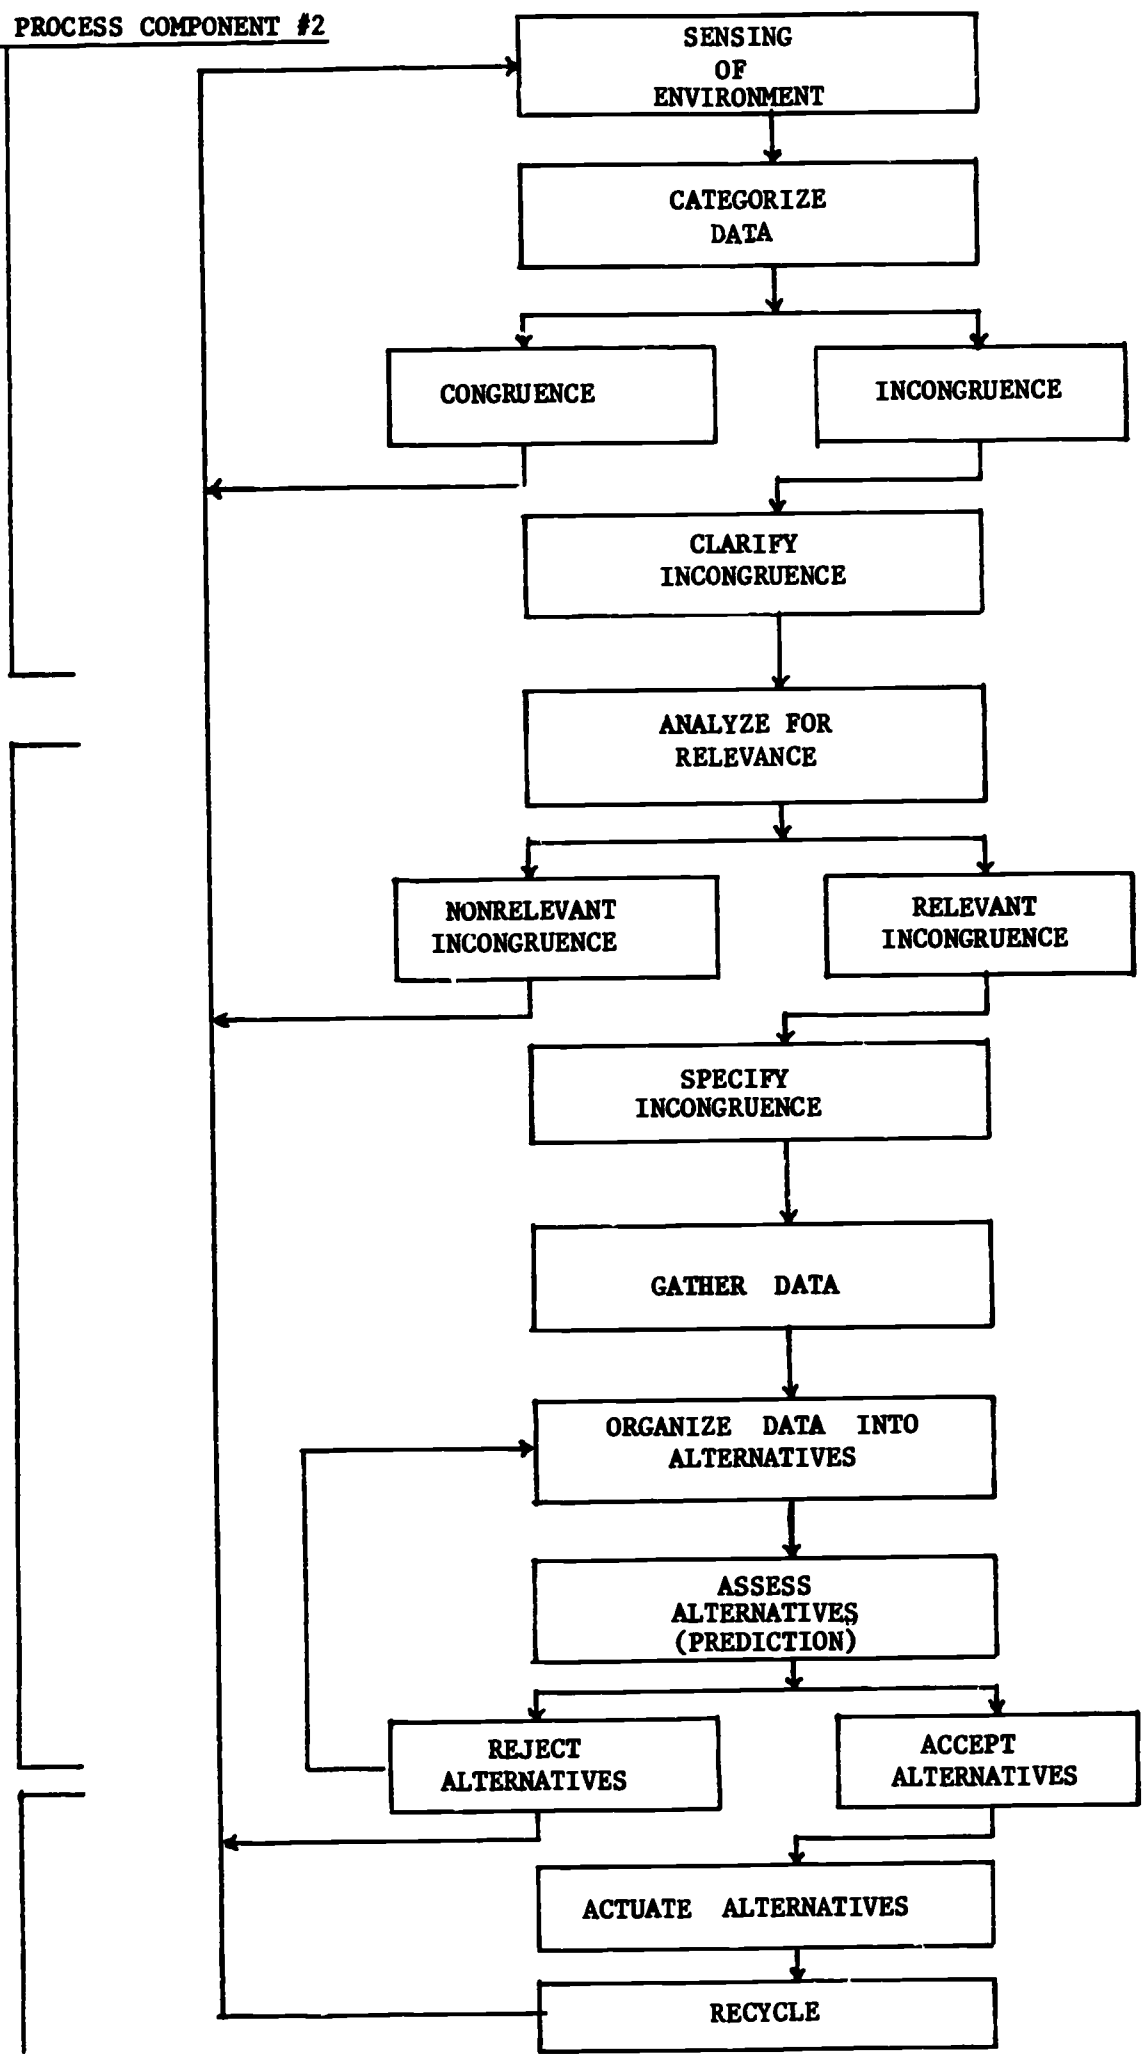 PROCESS COMPONENT #2
SENSING
OF
ENVIRONMENT
CATEGORIZE
DATA
CONGRUENCE
INCONGRUENCE
CLARIFY
INCONGRUENCE
ANALYZE FOR
RELEVANCE
NONRELEVANT
INCONGRUENCE
RELEVANT
INCONGRUENCE
SPECIFY
INCONGRUENCE
GATHER DATA
ORGANIZE DATA INTO
ALTERNATIVES
ASSESS
ALTERNATIVES
(PREDICTION)
REJECT
ALTERNATIVES
ACCEPT
ALTERNATIVES
ACTUATE ALTERNATIVES
RECYCLE